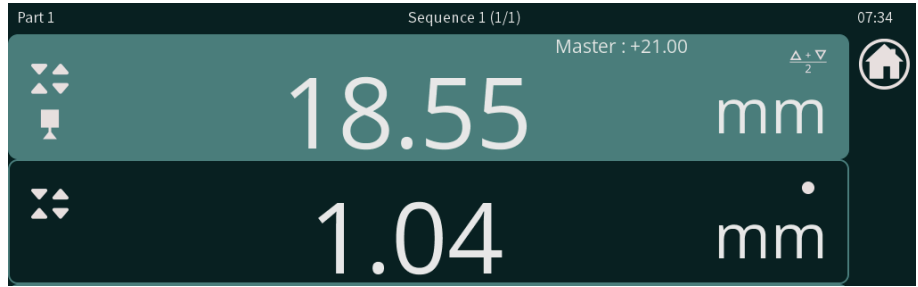 Part 1 Sequence 1 (1/1) 07:34
Master : +21.00
△ + ▽
2
18.55 mm
1.04 mm